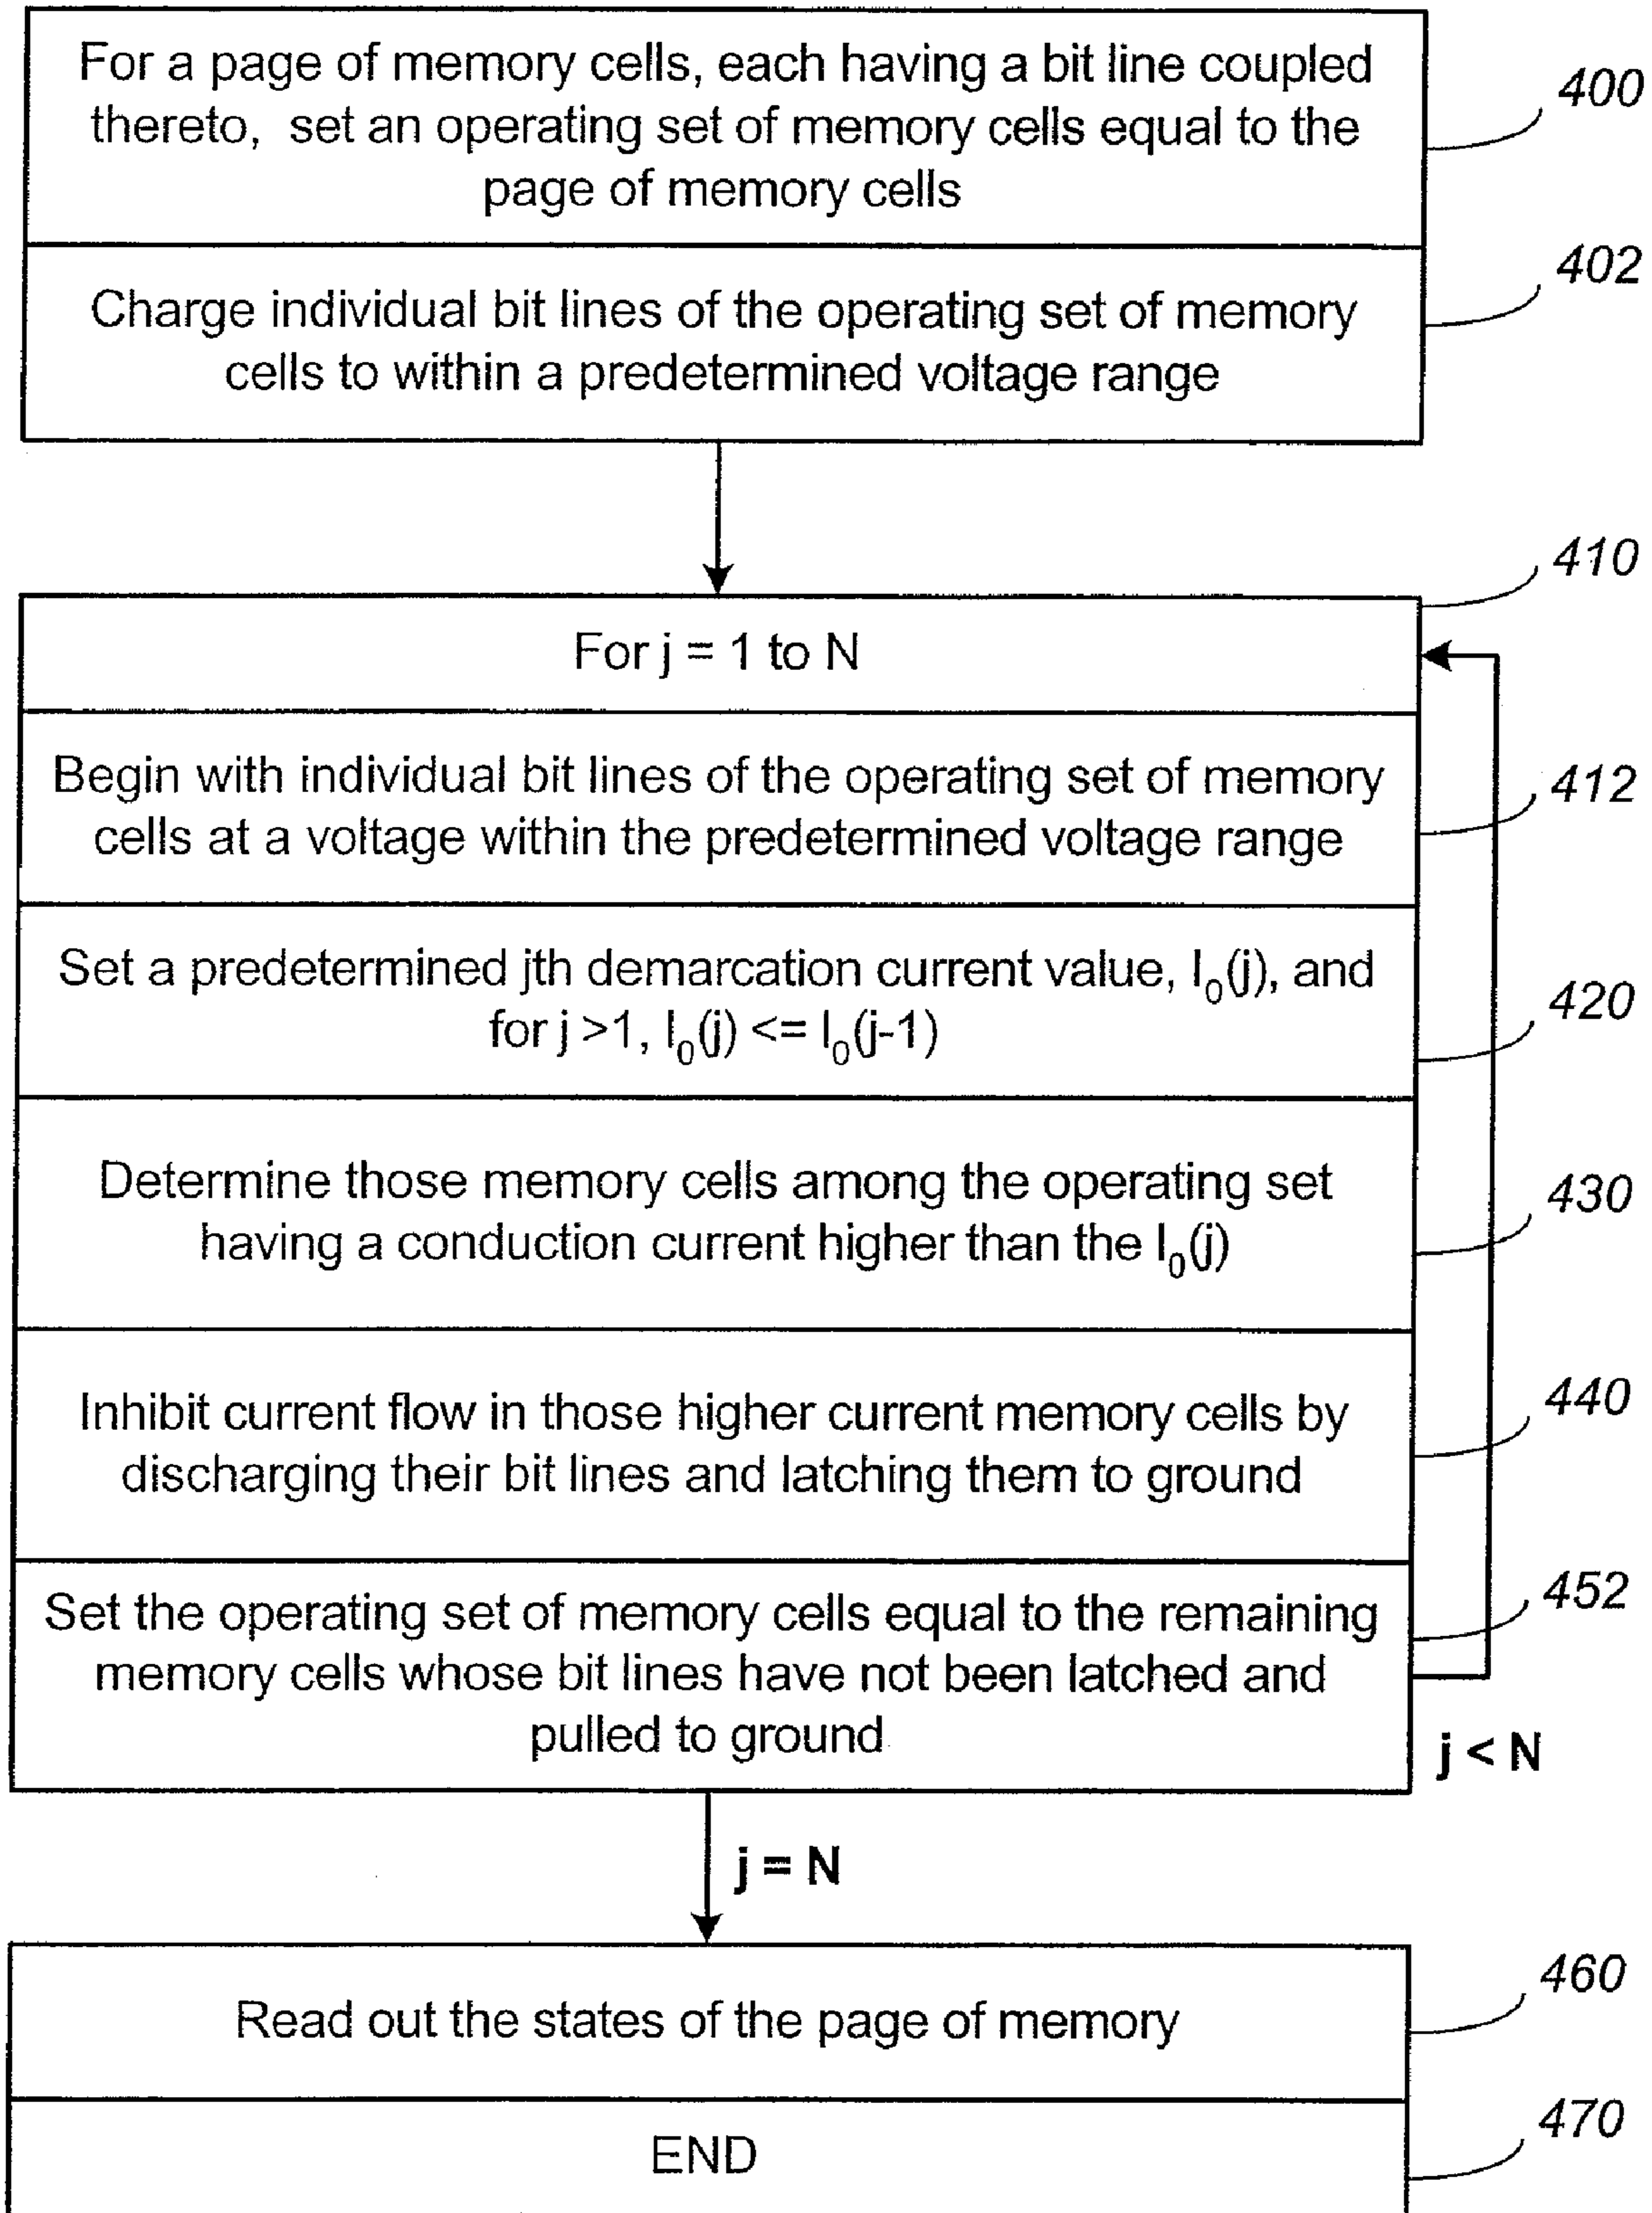 For a page of memory cells, each having a bit line coupled
thereto, set an operating set of memory cells equal to the
page of memory cells
400
Charge individual bit lines of the operating set of memory
cells to within a predetermined voltage range
402
For j = 1 to N
410
Begin with individual bit lines of the operating set of memory
cells at a voltage within the predetermined voltage range
412
Set a predetermined jth demarcation current value, I₀(j), and
for j >1, I₀(j) <= I₀(j-1)
420
Determine those memory cells among the operating set
having a conduction current higher than the I₀(j)
430
Inhibit current flow in those higher current memory cells by
discharging their bit lines and latching them to ground
440
Set the operating set of memory cells equal to the remaining
memory cells whose bit lines have not been latched and
pulled to ground
452
j < N
j = N
Read out the states of the page of memory
460
END
470